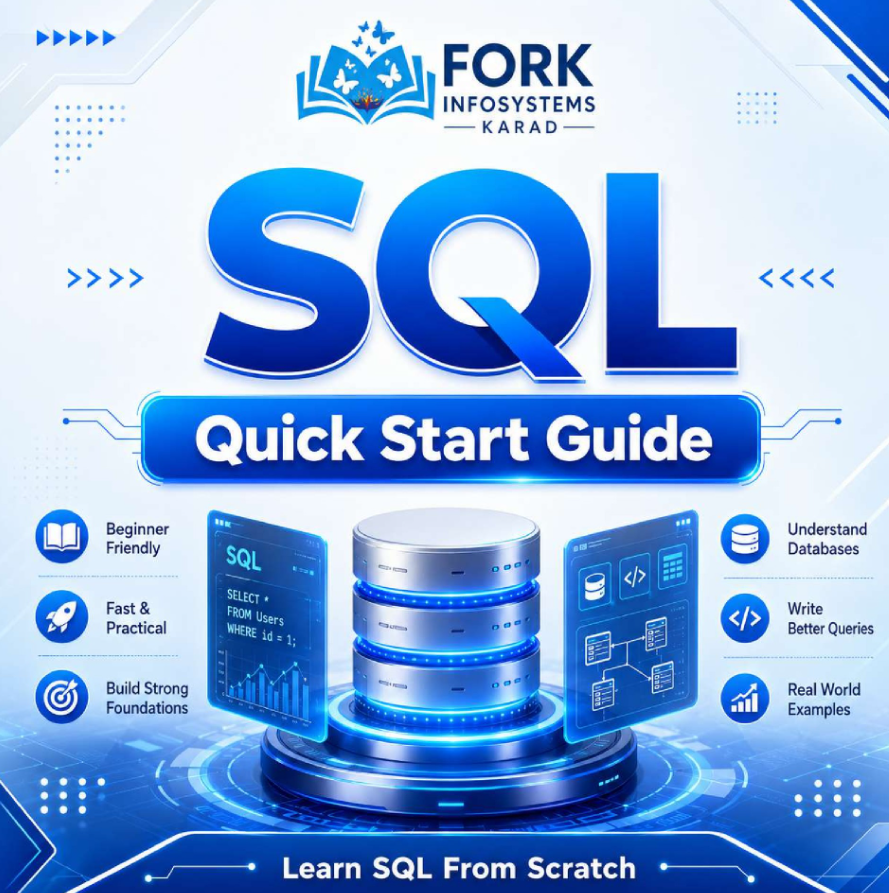 FORK
INFOSYSTEMS
KARAD
SQL
Quick Start Guide
Beginner
Friendly
Fast &
Practical
Build Strong
Foundations
SQL
SELECT *
FROM Users
WHERE id = 1;
</>
Understand
Databases
</>
Write
Better Queries
Real World
Examples
Learn SQL From Scratch